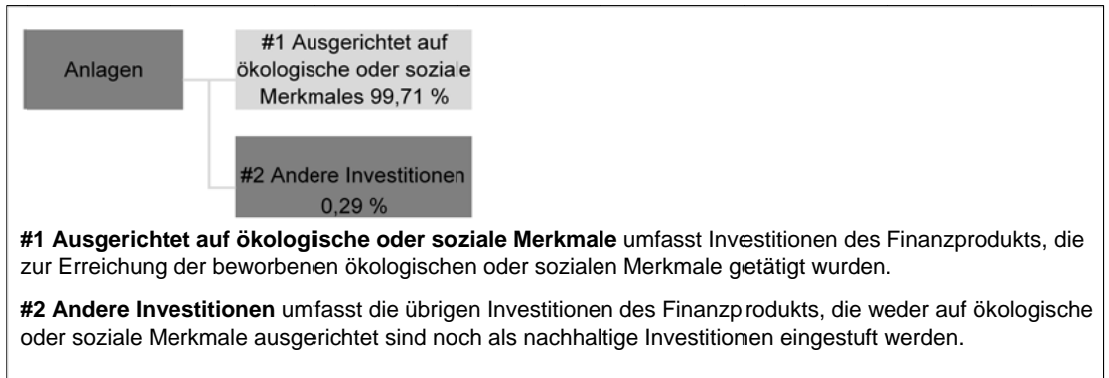 Anlagen
#1 Ausgerichtet auf
ökologische oder soziale
Merkmales 99,71 %
#2 Andere Investitionen
0,29 %
#1 Ausgerichtet auf ökologische oder soziale Merkmale umfasst Investitionen des Finanzprodukts, die
zur Erreichung der beworbenen ökologischen oder sozialen Merkmale getätigt wurden.
#2 Andere Investitionen umfasst die übrigen Investitionen des Finanzprodukts, die weder auf ökologische
oder soziale Merkmale ausgerichtet sind noch als nachhaltige Investitionen eingestuft werden.